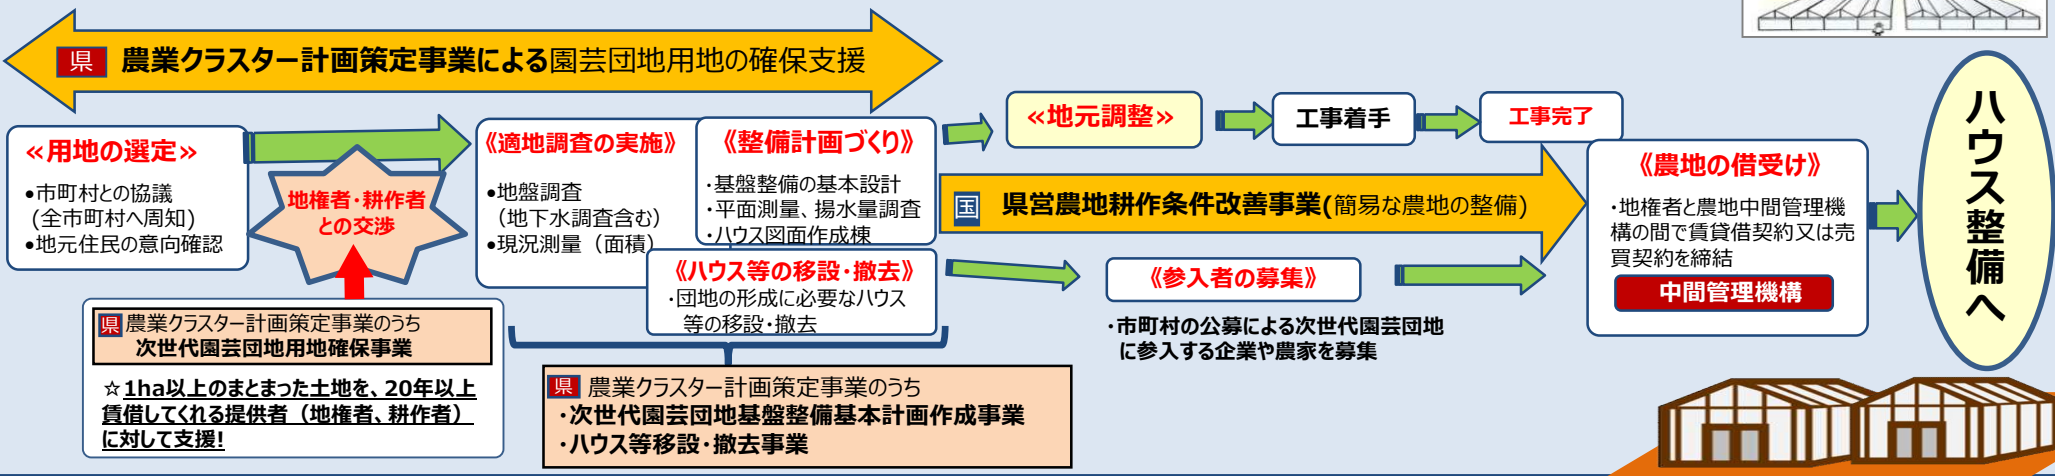 県 農業クラスター計画策定事業による園芸団地用地の確保支援
≪用地の選定≫
●市町村との協議
(全市町村へ周知)
●地元住民の意向確認
地権者・耕作者
との交渉
県 農業クラスター計画策定事業のうち
次世代園芸団地用地確保事業
☆1ha以上のまとまった土地を、20年以上
賃借してくれる提供者（地権者、耕作者）
に対して支援!
《適地調査の実施》
●地盤調査
（地下水調査含む）
●現況測量（面積）
《整備計画づくり》
・基盤整備の基本設計
・平面測量、揚水量調査
・ハウス図面作成棟
《ハウス等の移設・撤去》
・団地の形成に必要なハウス
等の移設・撤去
県 農業クラスター計画策定事業のうち
・次世代園芸団地基盤整備基本計画作成事業
・ハウス等移設・撤去事業
≪地元調整≫
工事着手
工事完了
国 県営農地耕作条件改善事業(簡易な農地の整備)
《参入者の募集》
・市町村の公募による次世代園芸団地
に参入する企業や農家を募集
《農地の借受け》
・地権者と農地中間管理機
構の間で賃貸借契約又は売
買契約を締結
中間管理機構
ハウス整備へ